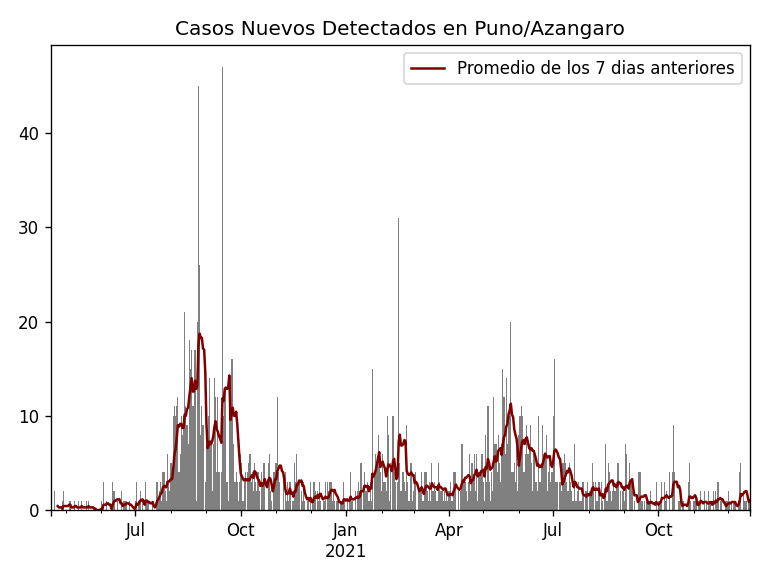 Casos Nuevos Detectados en Puno/Azangaro
Promedio de los 7 dias anteriores
40
30
20
10
0
Jul Oct Jan Apr Jul Oct
2021